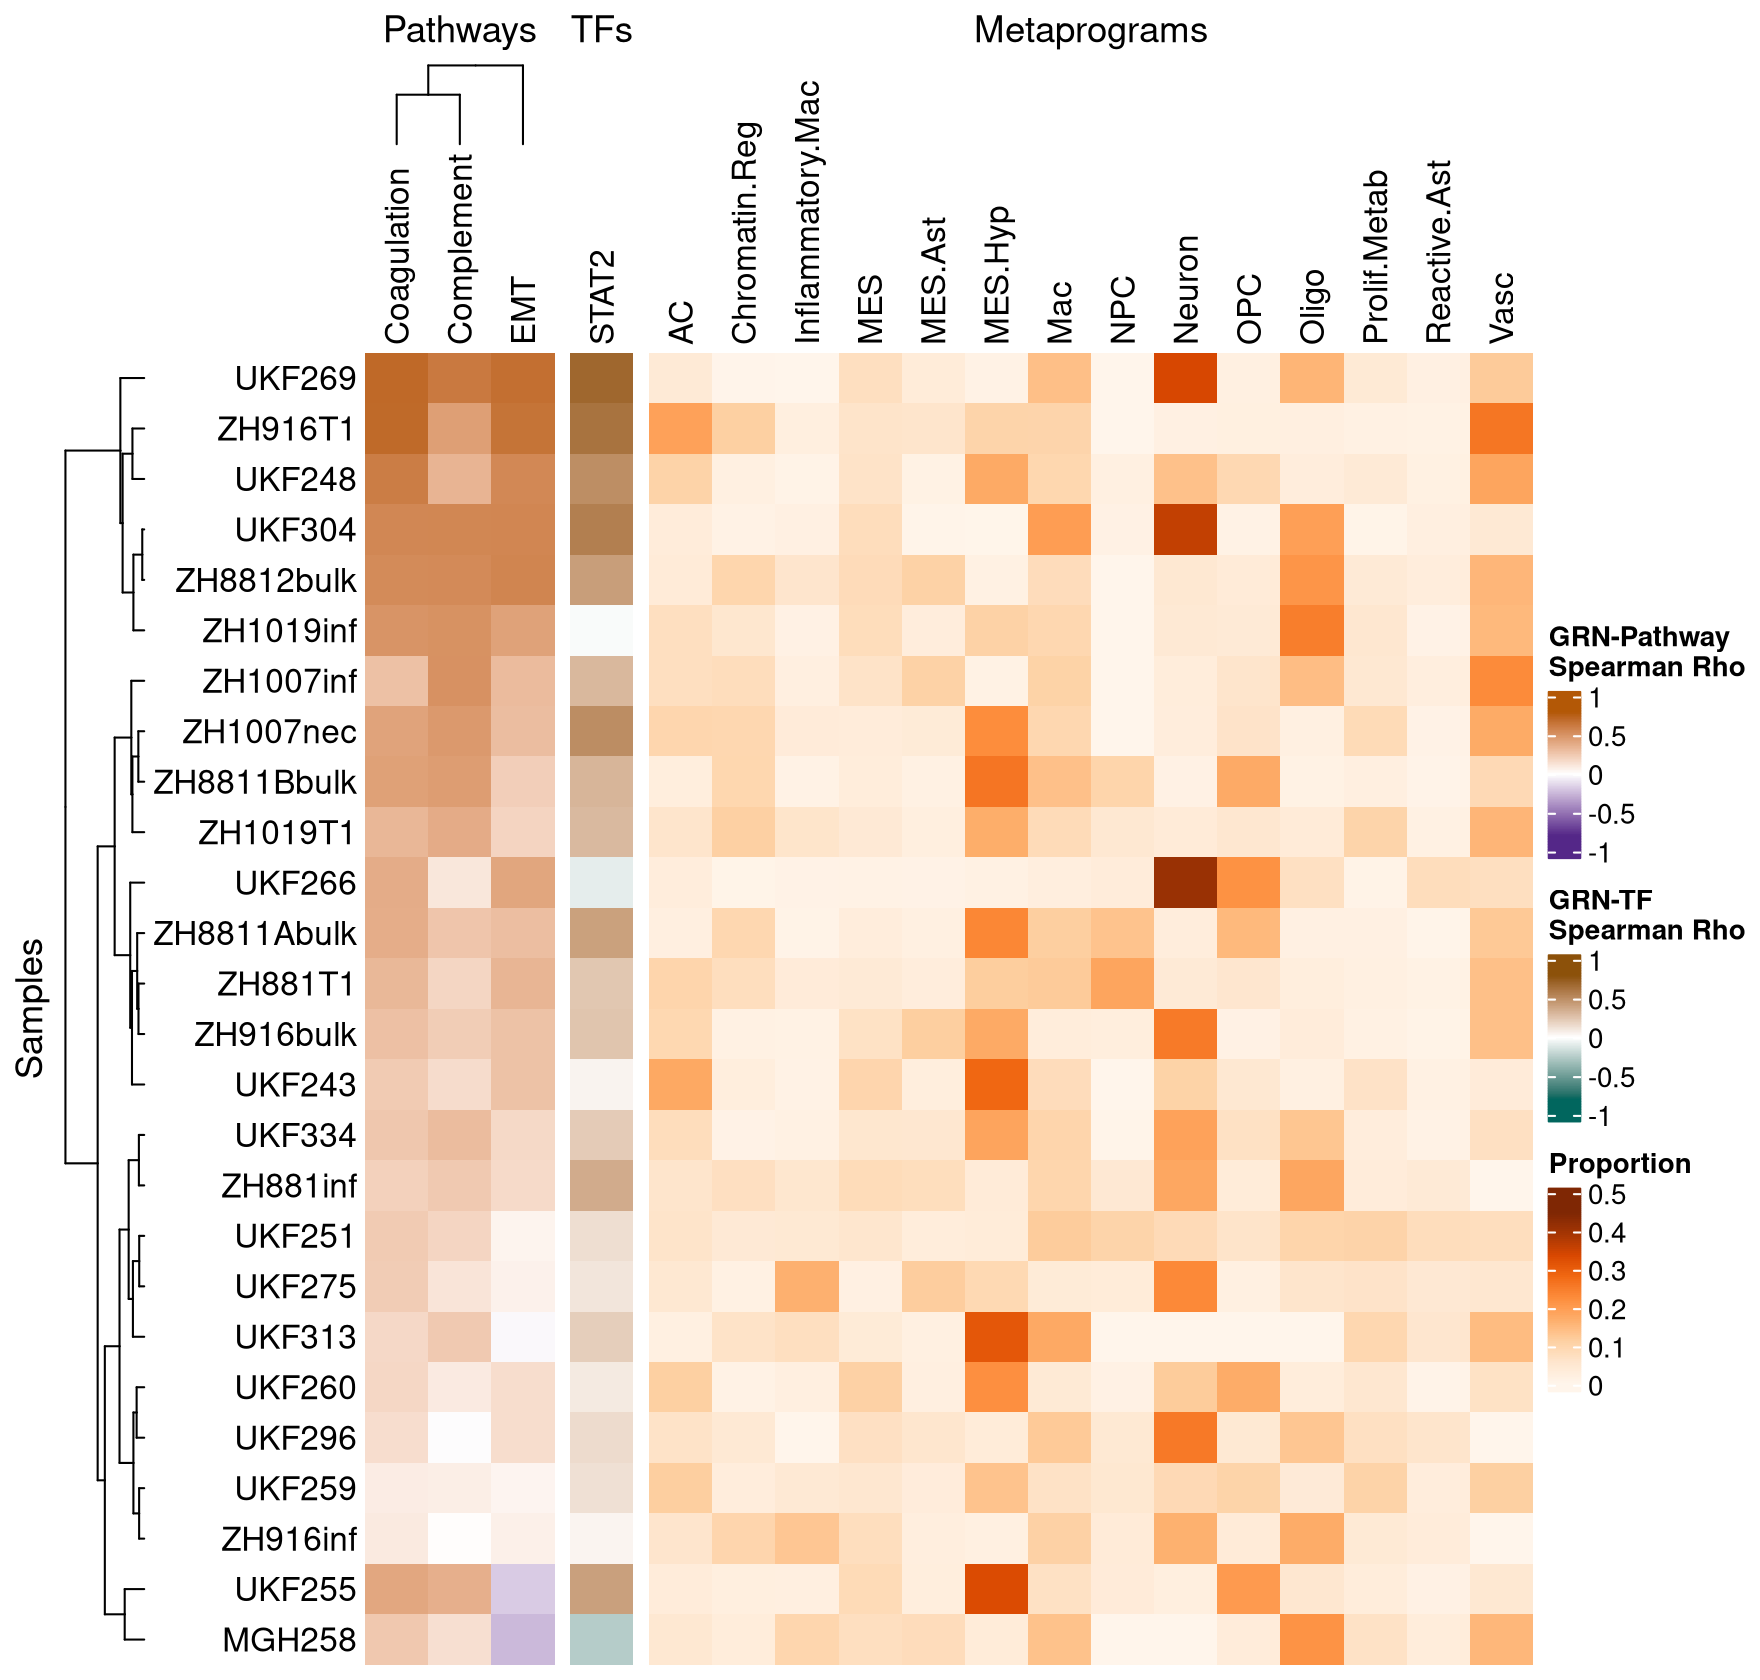 Pathways TFs Metaprograms
Coagulation
Complement
EMT
STAT2
AC
Chromatin.Reg
Inflammatory.Mac
MES
MES.Ast
MES.Hyp
Mac
NPC
Neuron
OPC
Oligo
Prolif.Metab
Reactive.Ast
Vasc
Samples
UKF269
ZH916T1
UKF248
UKF304
ZH8812bulk
ZH1019inf
ZH1007inf
ZH1007nec
ZH8811Bbulk
ZH1019T1
UKF266
ZH8811Abulk
ZH881T1
ZH916bulk
UKF243
UKF334
ZH881inf
UKF251
UKF275
UKF313
UKF260
UKF296
UKF259
ZH916inf
UKF255
MGH258
GRN-Pathway
Spearman Rho
1
0.5
0
-0.5
-1
GRN-TF
Spearman Rho
1
0.5
0
-0.5
-1
Proportion
0.5
0.4
0.3
0.2
0.1
0